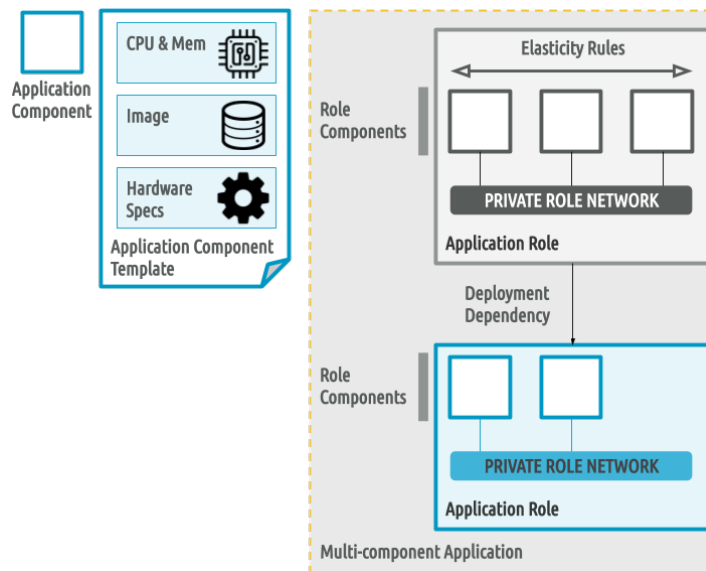 Application
Component
CPU & Mem
Image
Hardware
Specs
Application Component
Template
Elasticity Rules
Role
Components
PRIVATE ROLE NETWORK
Application Role
Deployment
Dependency
Role
Components
PRIVATE ROLE NETWORK
Application Role
Multi-component Application